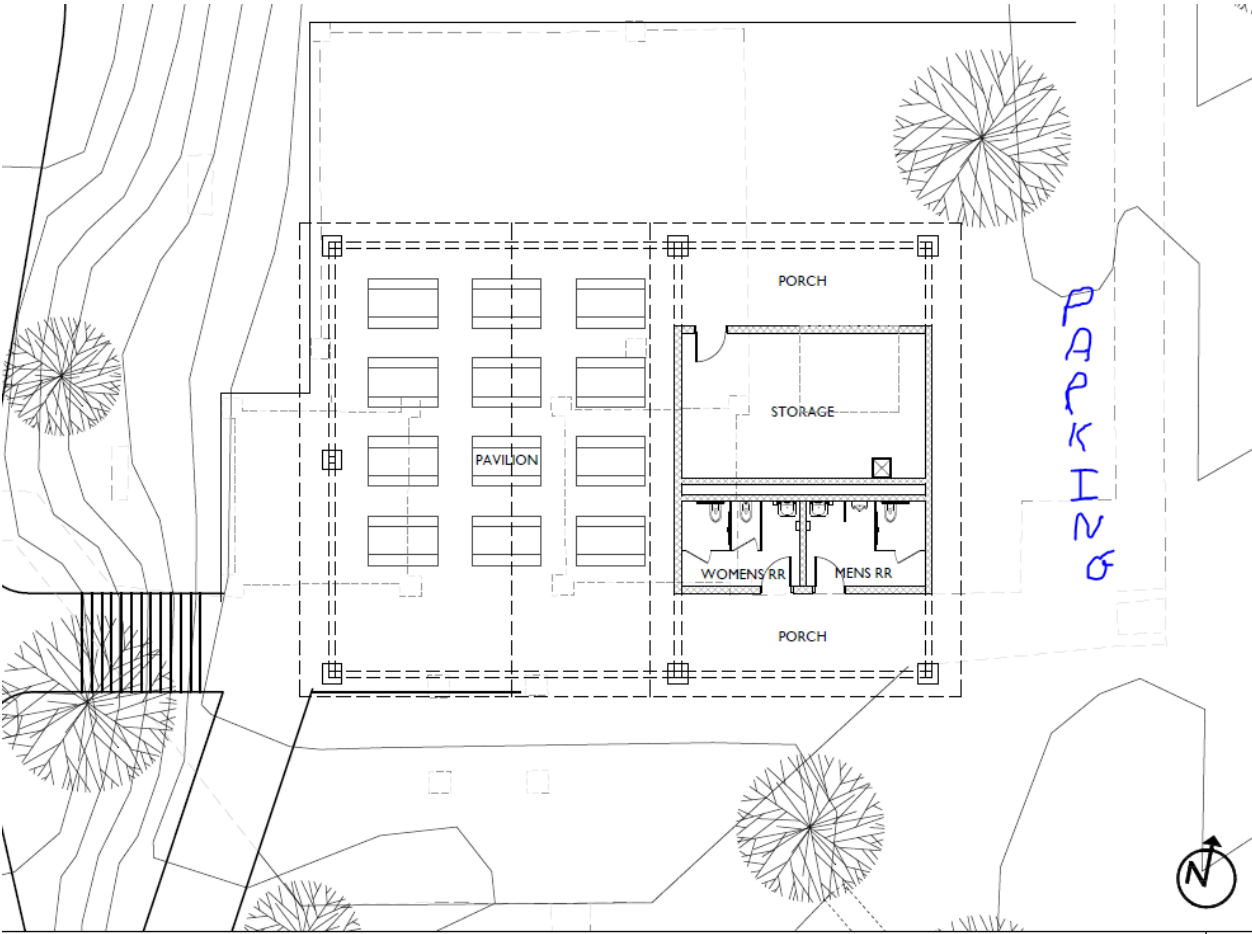 PORCH
PARKING
STORAGE
PAVILION
WOMENS RR
MENS RR
PORCH
N